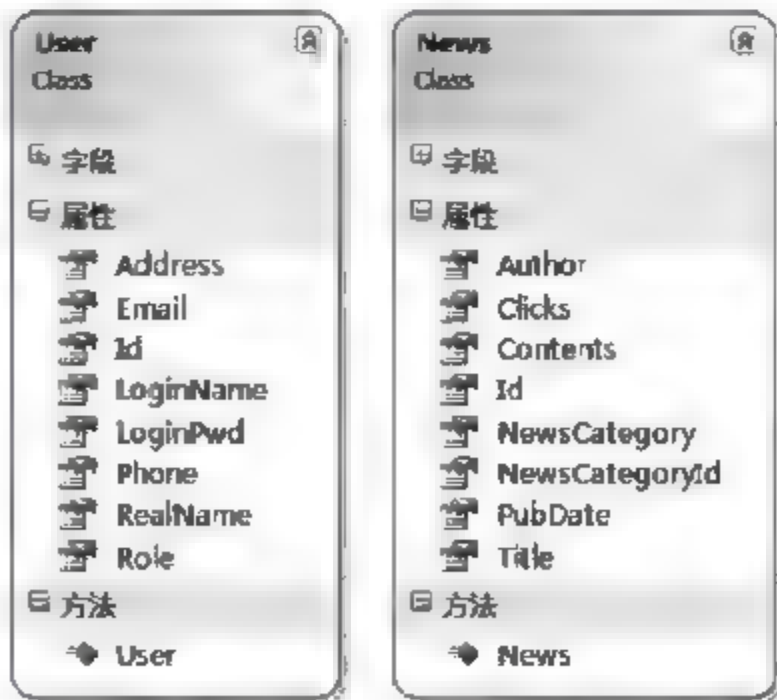 User
Class
字段
属性
Address
Email
Id
LoginName
LoginPwd
Phone
RealName
Role
方法
User
News
Class
字段
属性
Author
Clicks
Contents
Id
NewsCategory
NewsCategoryId
PubDate
Title
方法
News